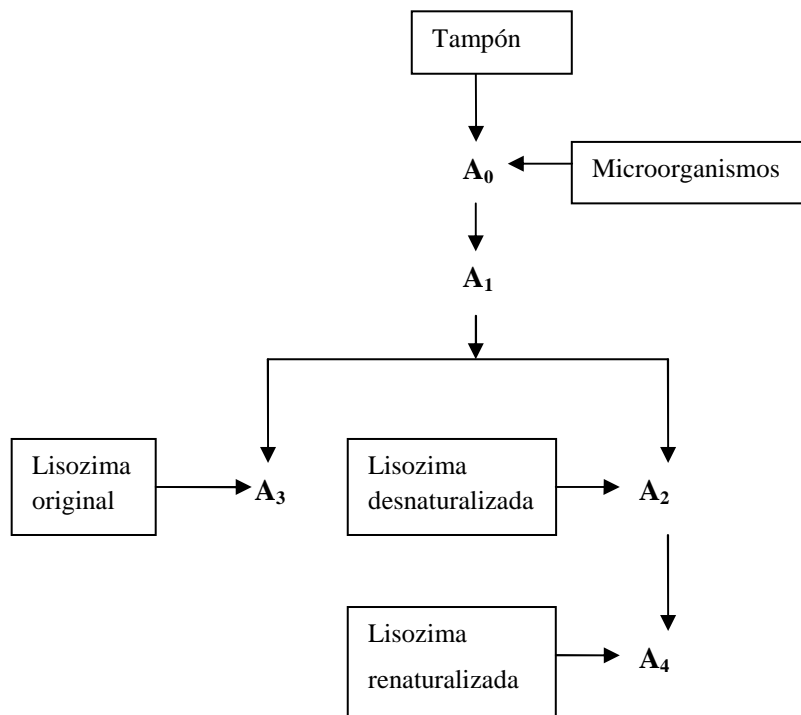 Tampón
A₀
Microorganismos
A₁
Lisozima
original
A₃
Lisozima
desnaturalizada
A₂
Lisozima
renaturalizada
A₄